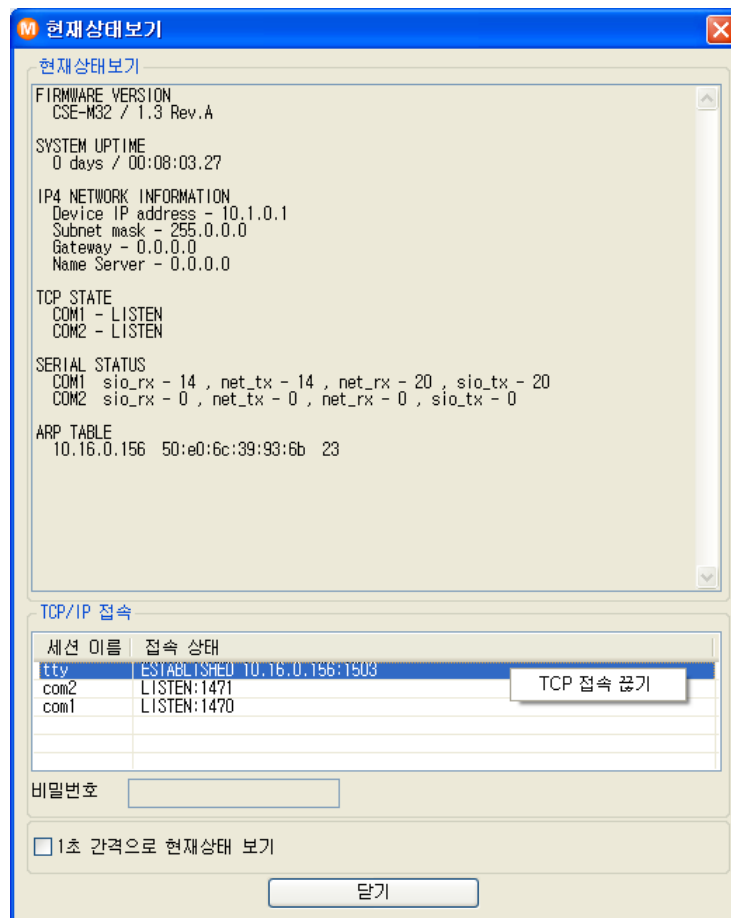 M 현재상태보기
현재상태보기
FIRMWARE VERSION
CSE-M32 / 1.3 Rev.A
SYSTEM UPTIME
0 days / 00:08:03.27
IP4 NETWORK INFORMATION
Device IP address - 10.1.0.1
Subnet mask - 255.0.0.0
Gateway - 0.0.0.0
Name Server - 0.0.0.0
TCP STATE
COM1 - LISTEN
COM2 - LISTEN
SERIAL STATUS
COM1 sio_rx - 14 , net_tx - 14 , net_rx - 20 , sio_tx - 20
COM2 sio_rx - 0 , net_tx - 0 , net_rx - 0 , sio_tx - 0
ARP TABLE
10.16.0.156 50:e0:6c:39:93:6b 23
TCP/IP 접속
세션 이름 접속 상태
tty ESTABLISHED 10.16.0.156:1503
TCP 접속 끊기
com2 LISTEN:1471
com1 LISTEN:1470
비밀번호
1초 간격으로 현재상태 보기
닫기